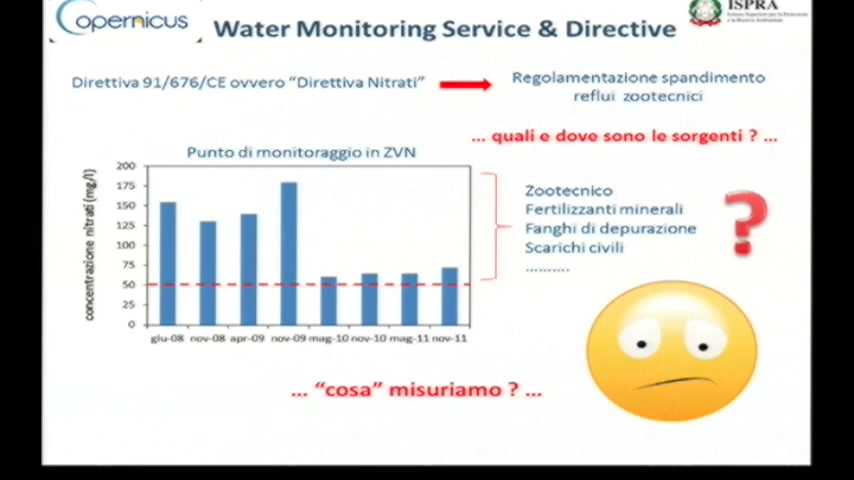 Copernicus
Water Monitoring Service & Directive
ISPRA
Direttiva 91/676/CE ovvero "Direttiva Nitrati"
Regolamentazione spandimento
reflui zootecnici
... quali e dove sono le sorgenti ? ...
Punto di monitoraggio in ZVN
concentrazione nitrati (mg/l)
200
175
150
125
100
75
50
25
0
giu-08 nov-08 apr-09 nov-09 mag-10 nov-10 mag-11 nov-11
Zootecnico
Fertilizzanti minerali
Fanghi di depurazione
Scarichi civili
..........
?
... "cosa" misuriamo ? ...